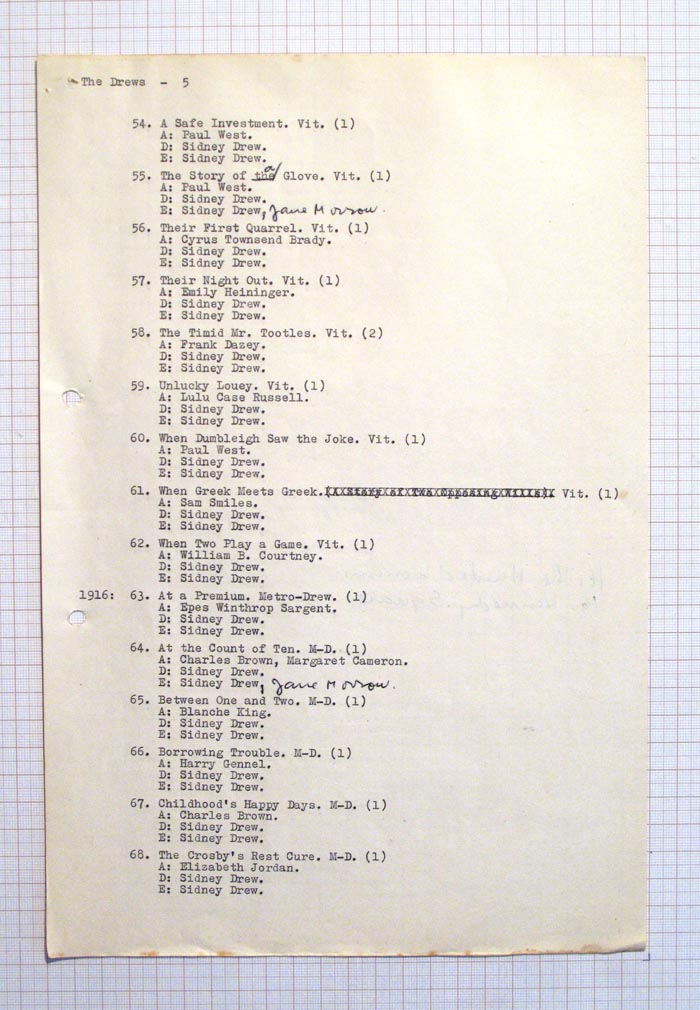 The Drews - 5
54. A Safe Investment. Vit. (1)
A: Paul West.
D: Sidney Drew.
E: Sidney Drew.
55. The Story of the a Glove. Vit. (1)
A: Paul West.
D: Sidney Drew.
E: Sidney Drew, Jane Morrow.
56. Their First Quarrel. Vit. (1)
A: Cyrus Townsend Brady.
D: Sidney Drew.
E: Sidney Drew.
57. Their Night Out. Vit. (1)
A: Emily Heininger.
D: Sidney Drew.
E: Sidney Drew.
58. The Timid Mr. Tootles. Vit. (2)
A: Frank Dazey.
D: Sidney Drew.
E: Sidney Drew.
59. Unlucky Louey. Vit. (1)
A: Lulu Case Russell.
D: Sidney Drew.
E: Sidney Drew.
60. When Dumbleigh Saw the Joke. Vit. (1)
A: Paul West.
D: Sidney Drew.
E: Sidney Drew.
61. When Greek Meets Greek. (A Story of Two Opposing Wills). Vit. (1)
A: Sam Smiles.
D: Sidney Drew.
E: Sidney Drew.
62. When Two Play a Game. Vit. (1)
A: William B. Courtney.
D: Sidney Drew.
E: Sidney Drew.
1916: 63. At a Premium. Metro-Drew. (1)
A: Epes Winthrop Sargent.
D: Sidney Drew.
E: Sidney Drew.
64. At the Count of Ten. M-D. (1)
A: Charles Brown, Margaret Cameron.
D: Sidney Drew.
E: Sidney Drew, Jane Morrow.
65. Between One and Two. M-D. (1)
A: Blanche King.
D: Sidney Drew.
E: Sidney Drew.
66. Borrowing Trouble. M-D. (1)
A: Harry Gennel.
D: Sidney Drew.
E: Sidney Drew.
67. Childhood's Happy Days. M-D. (1)
A: Charles Brown.
D: Sidney Drew.
E: Sidney Drew.
68. The Crosby's Rest Cure. M-D. (1)
A: Elizabeth Jordan.
D: Sidney Drew.
E: Sidney Drew.